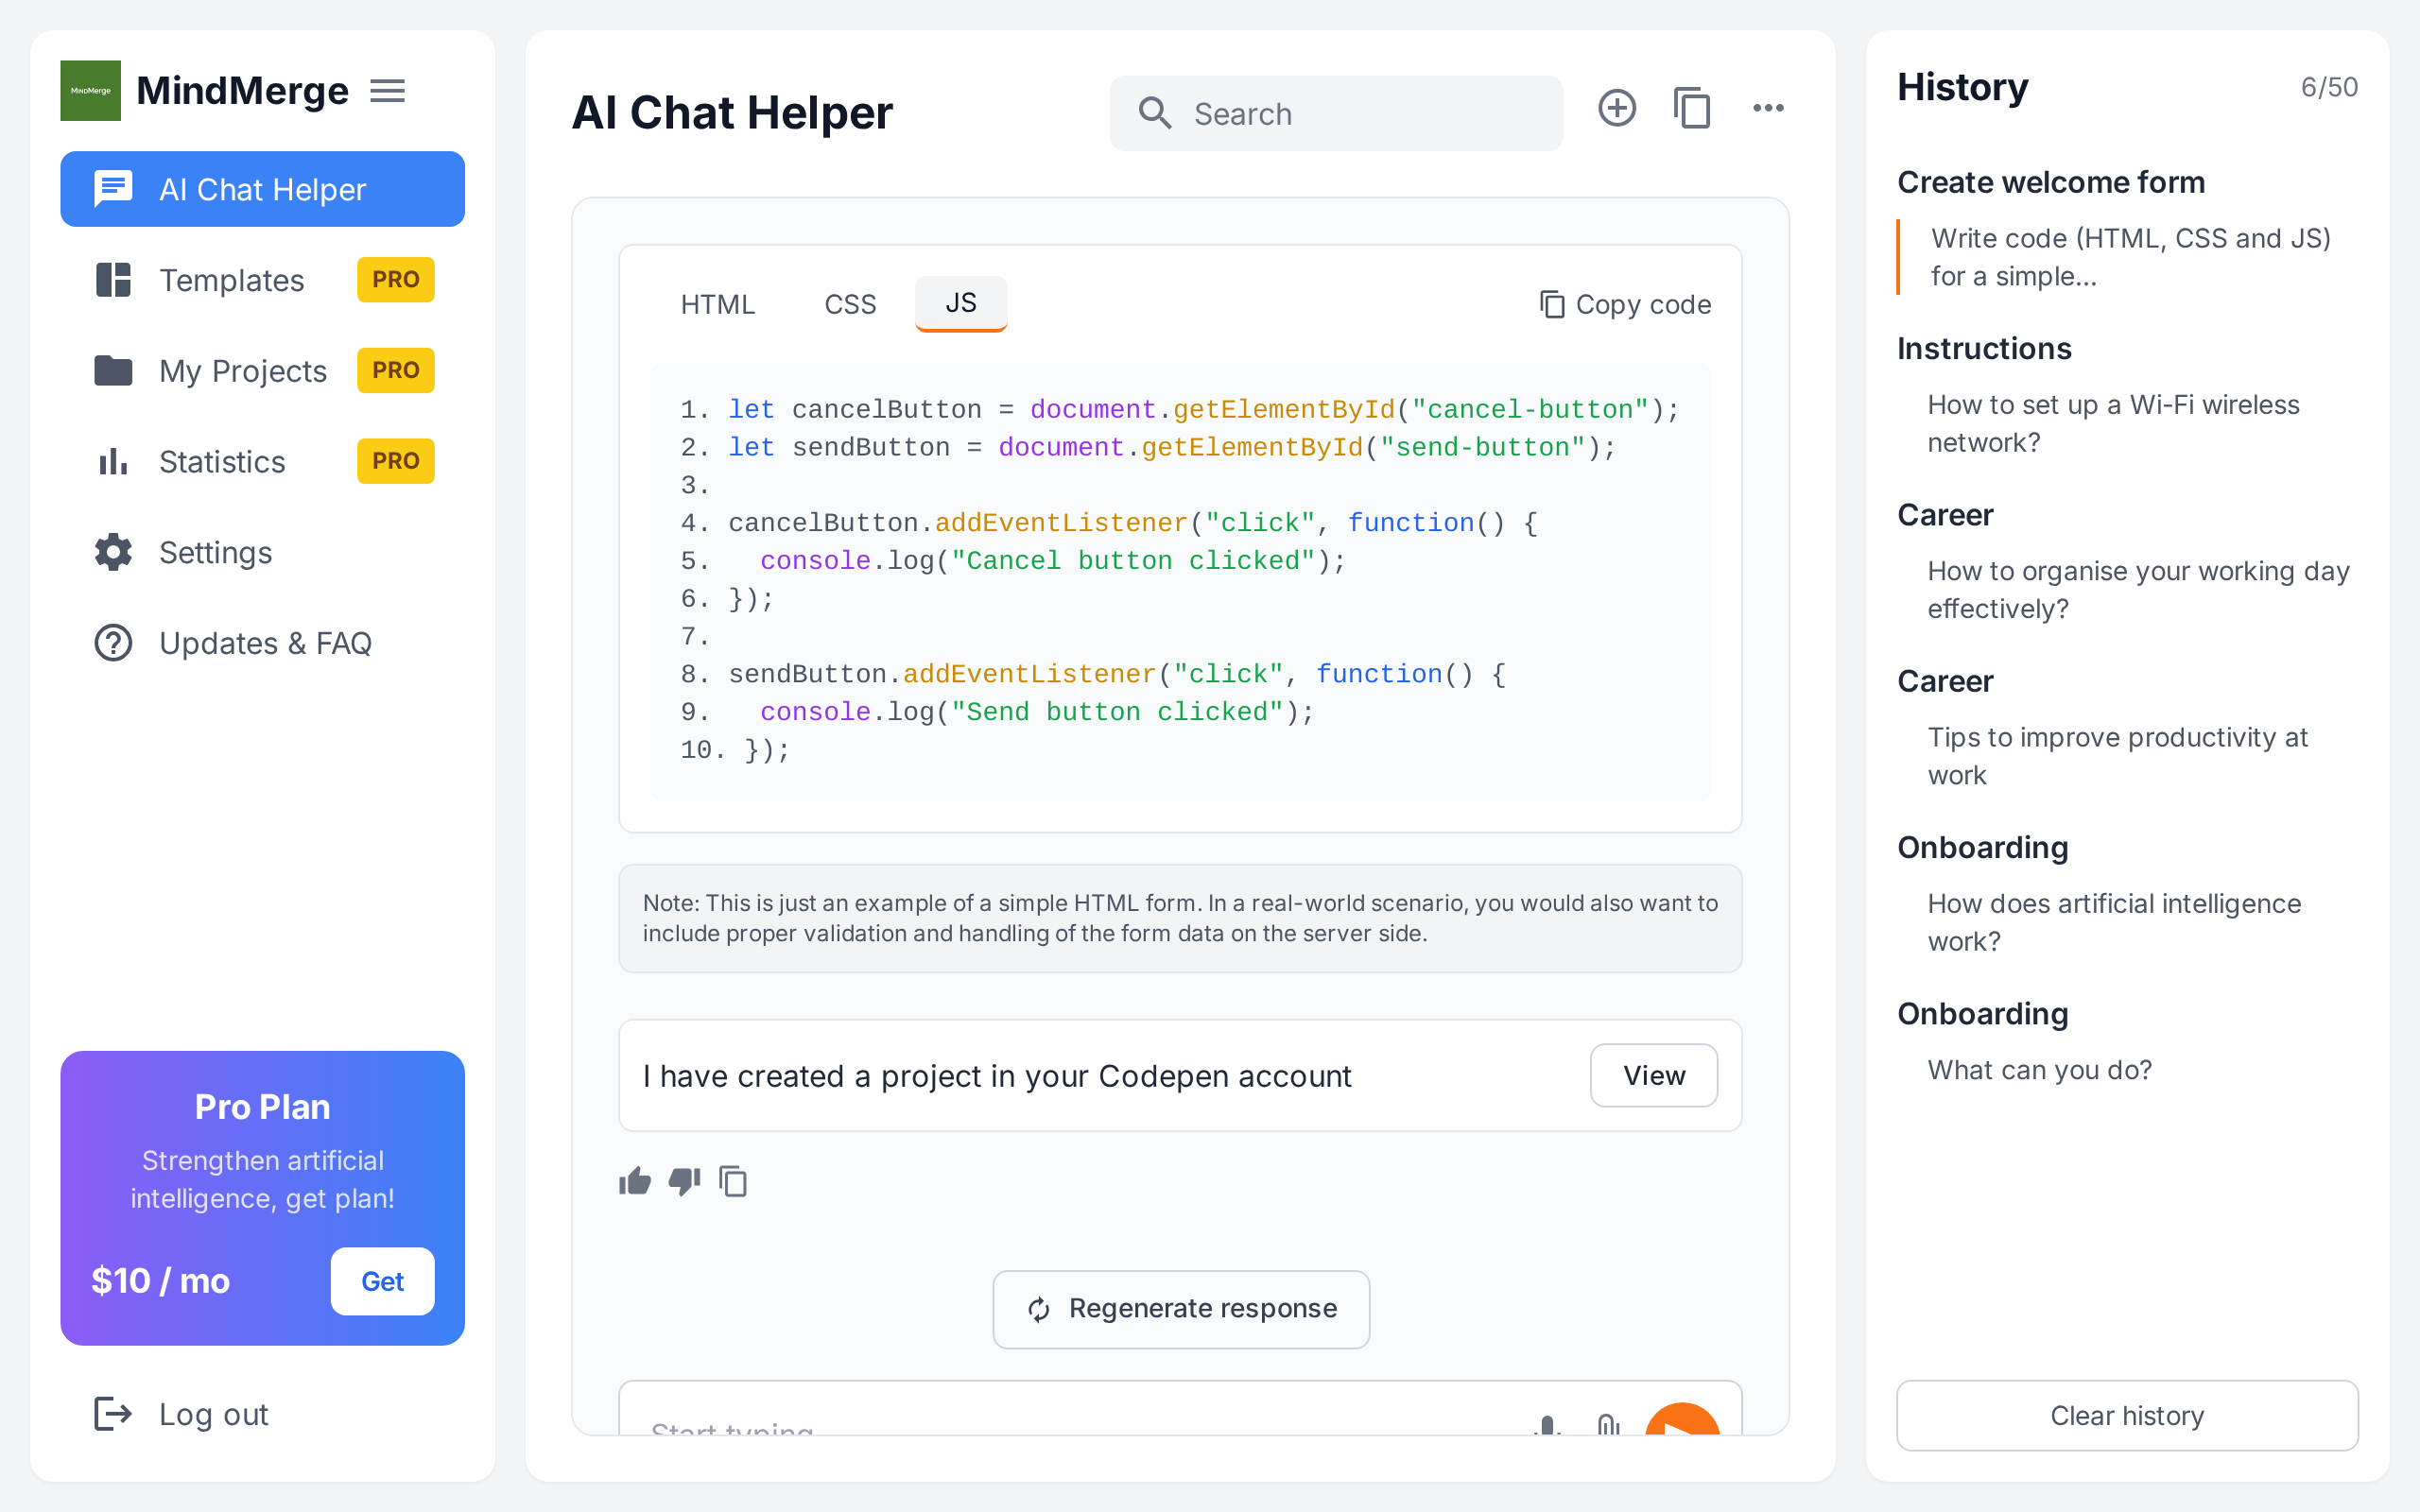 MindMerge
MindMerge
AI Chat Helper
Templates PRO
My Projects PRO
Statistics PRO
Settings
Updates & FAQ
Pro Plan
Strengthen artificial
intelligence, get plan!
$10 / mo
Get
Log out
AI Chat Helper
Search
HTML CSS JS
Copy code
1. let cancelButton = document.getElementById("cancel-button");
2. let sendButton = document.getElementById("send-button");
3.
4. cancelButton.addEventListener("click", function() {
5.   console.log("Cancel button clicked");
6. });
7.
8. sendButton.addEventListener("click", function() {
9.   console.log("Send button clicked");
10. });
Note: This is just an example of a simple HTML form. In a real-world scenario, you would also want to
include proper validation and handling of the form data on the server side.
I have created a project in your Codepen account
View
Regenerate response
Start typing
History
6/50
Create welcome form
Write code (HTML, CSS and JS)
for a simple...
Instructions
How to set up a Wi-Fi wireless
network?
Career
How to organise your working day
effectively?
Career
Tips to improve productivity at
work
Onboarding
How does artificial intelligence
work?
Onboarding
What can you do?
Clear history